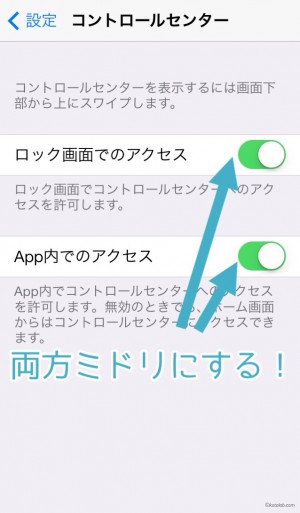 設定 コントロールセンター
コントロールセンターを表示するには画面下
部から上にスワイプします。
ロック画面でのアクセス
ロック画面でコントロールセンターへのアク
セスを許可します。
App内でのアクセス
App内でコントロールセンターへのアクセス
を許可します。無効のときでも、ホーム画面
からはコントロールセンターにアクセスでき
ます。
両方ミドリにする！